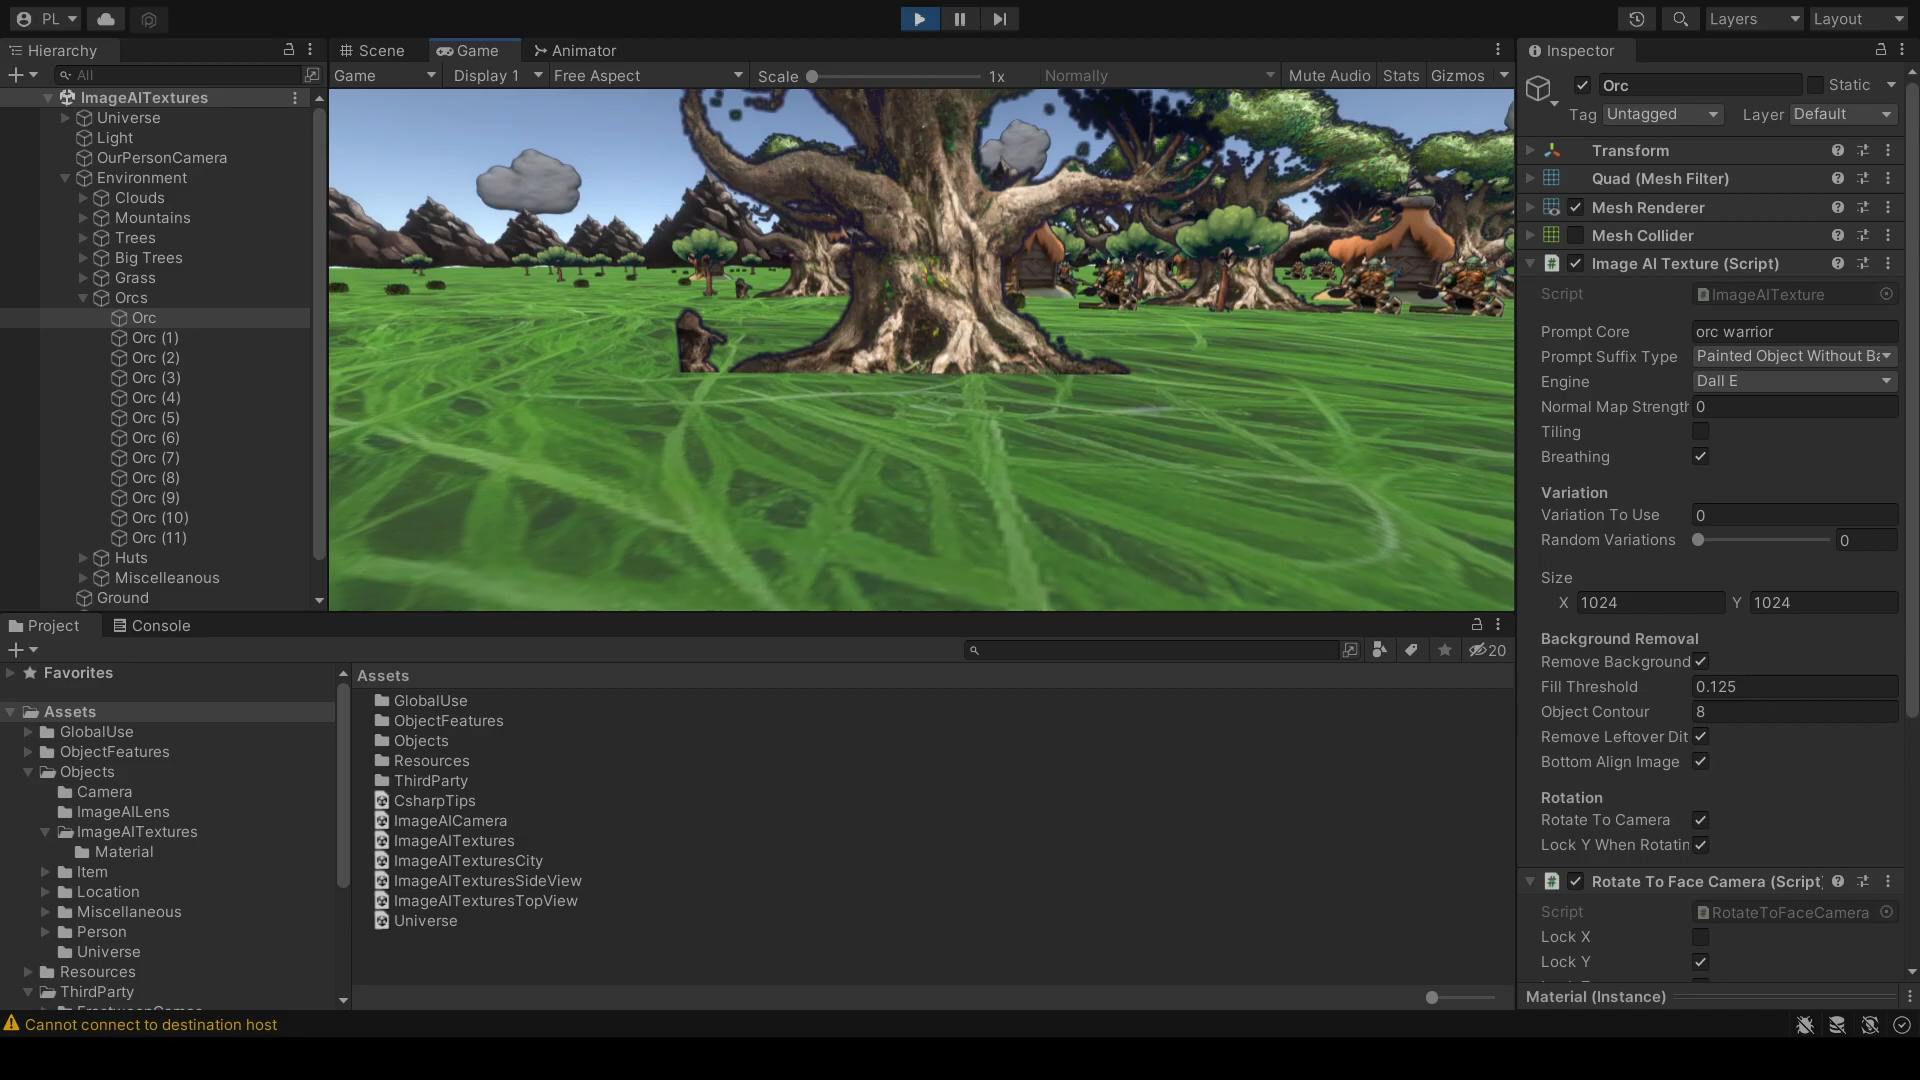 PL
Layers
Layout
Hierarchy
All
ImageAITextures
Universe
Light
OurPersonCamera
Environment
Clouds
Mountains
Trees
Big Trees
Grass
Orcs
Orc
Orc (1)
Orc (2)
Orc (3)
Orc (4)
Orc (5)
Orc (6)
Orc (7)
Orc (8)
Orc (9)
Orc (10)
Orc (11)
Huts
Miscelleanous
Ground
Scene
Game
Animator
Game
Display 1
Free Aspect
Scale
1x
Normally
Mute Audio
Stats
Gizmos
Inspector
Orc
Static
Tag Untagged
Layer Default
Transform
Quad (Mesh Filter)
Mesh Renderer
Mesh Collider
Image AI Texture (Script)
Script ImageAITexture
Prompt Core orc warrior
Prompt Suffix Type Painted Object Without Ba
Engine Dall E
Normal Map Strengt 0
Tiling
Breathing
Variation
Variation To Use 0
Random Variations 0
Size
X 1024 Y 1024
Background Removal
Remove Background
Fill Threshold 0.125
Object Contour 8
Remove Leftover Dit
Bottom Align Image
Rotation
Rotate To Camera
Lock Y When Rotatin
Rotate To Face Camera (Script)
Script RotateToFaceCamera
Lock X
Lock Y
Material (Instance)
Project
Console
20
Favorites
Assets
GlobalUse
ObjectFeatures
Objects
Camera
ImageAILens
ImageAITextures
Material
Item
Location
Miscellaneous
Person
Universe
Resources
ThirdParty
Assets
GlobalUse
ObjectFeatures
Objects
Resources
ThirdParty
CsharpTips
ImageAICamera
ImageAITextures
ImageAITexturesCity
ImageAITexturesSideView
ImageAITexturesTopView
Universe
Cannot connect to destination host